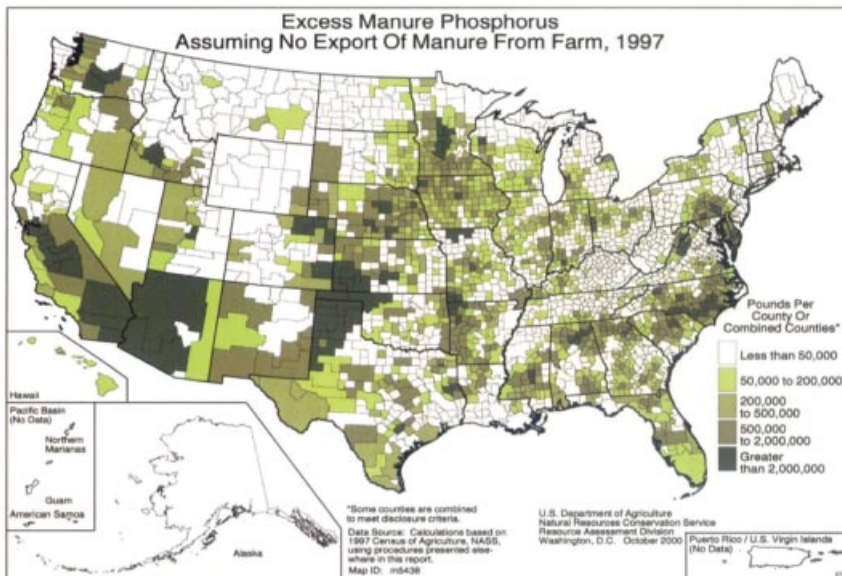 Excess Manure Phosphorus
Assuming No Export Of Manure From Farm, 1997
Pounds Per
County Or
Combined Counties*
Less than 50,000
50,000 to 200,000
200,000
to 500,000
500,000
to 2,000,000
Greater
than 2,000,000
Hawaii
Pacific Basin
(No Data)
Northern
Marianas
Guam
American Samoa
Alaska
*Some counties are combined
to meet disclosure criteria.
Data Source: Calculations based on
1997 Census of Agriculture, NASS,
using procedures presented else-
where in this report.
Map ID: m5438
U.S. Department of Agriculture
Natural Resources Conservation Service
Resource Assessment Division
Washington, D.C. October 2000
Puerto Rico / U.S. Virgin Islands
(No Data)